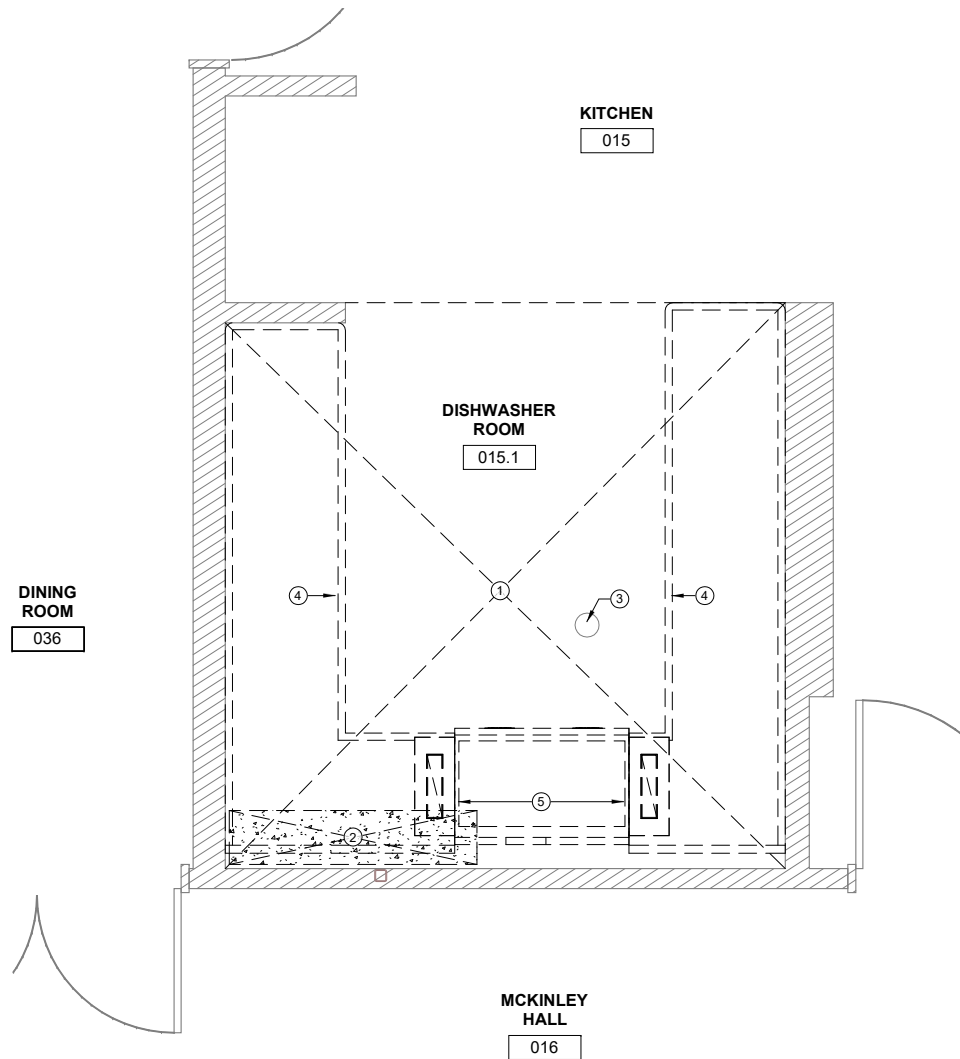 KITCHEN
015
DISHWASHER
ROOM
015.1
1
4
3
4
DINING
ROOM
036
5
2
MCKINLEY
HALL
016